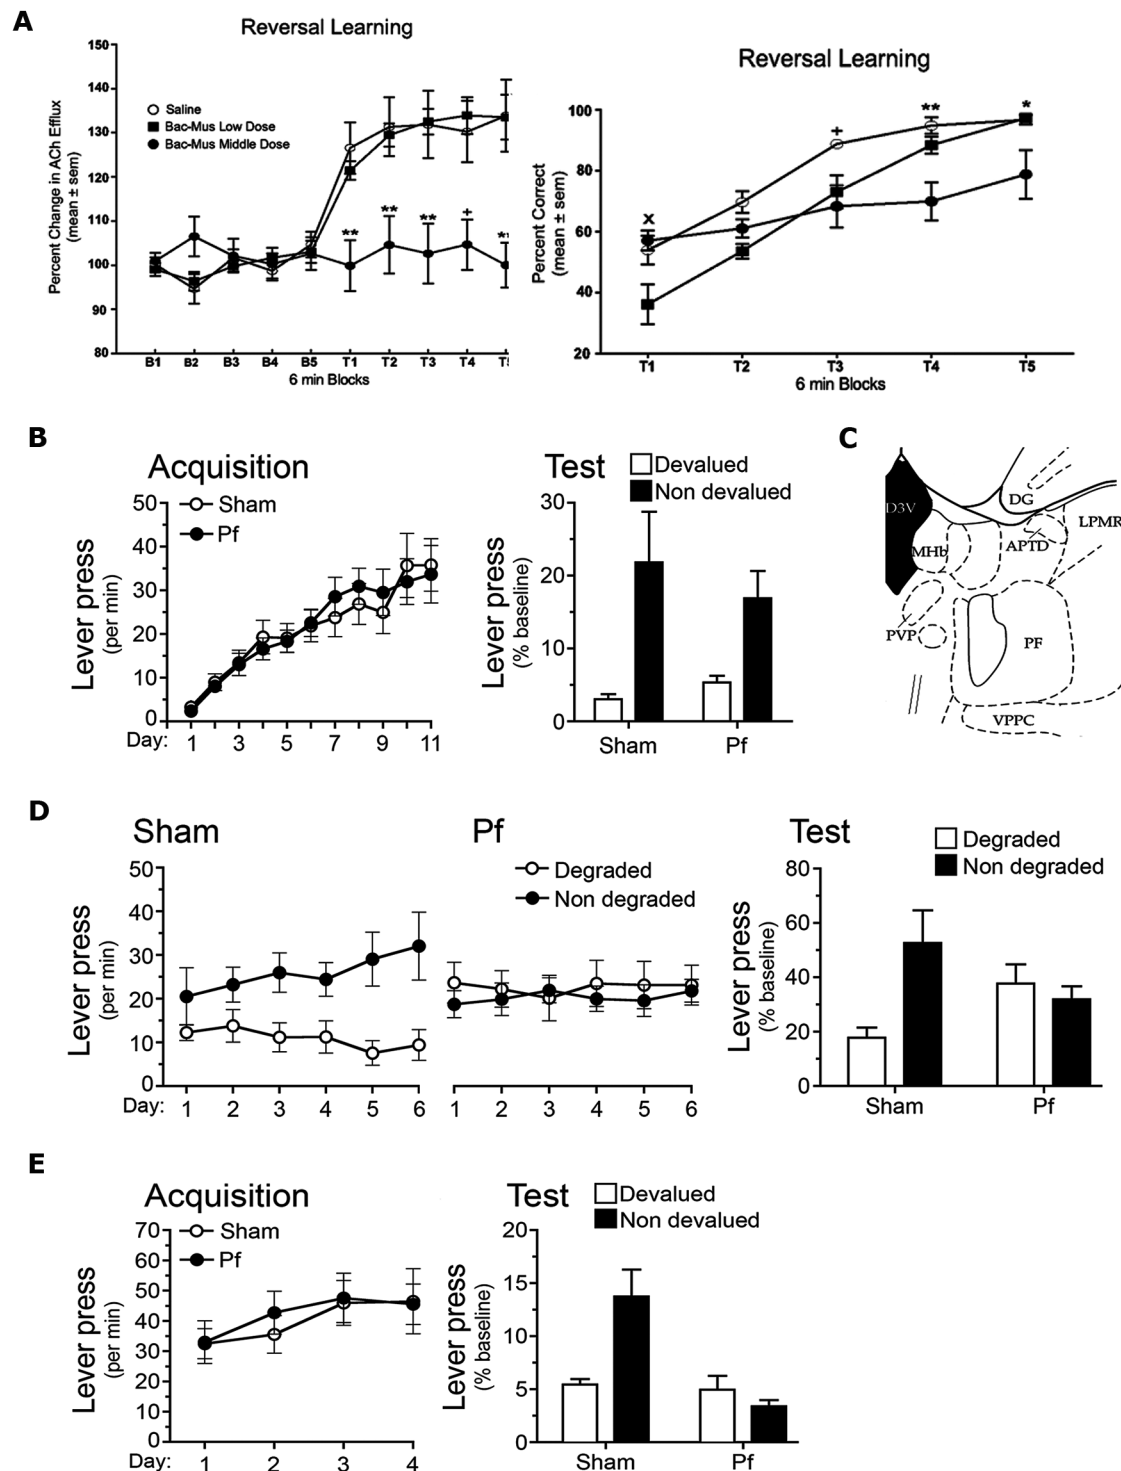 A
Reversal Learning
Percent Change in ACh Efflux
(mean ± sem)
150
140
130
120
110
100
90
80
Saline
Bac-Mus Low Dose
Bac-Mus Middle Dose
**
**
**
+
*
B1 B2 B3 B4 B5 T1 T2 T3 T4
6 min Blocks
Reversal Learning
Percent Correct
(mean ± sem)
100
80
60
40
20
x
+
**
*
T1 T2 T3 T4 T5
6 min Blocks
B
Acquisition
Sham
Pf
Lever press
(per min)
50
40
30
20
10
0
Day: 1 3 5 7 9 11
Test
Devalued
Non devalued
Lever press
(% baseline)
30
20
10
0
Sham Pf
C
D3V
DG
LPMR
MHb
APTD
PVP
PF
VPPC
D
Sham
Lever press
(per min)
50
40
30
20
10
0
Day: 1 2 3 4 5 6
Pf
Degraded
Non degraded
1 2 3 4 5 6
Test
Degraded
Non degraded
Lever press
(% baseline)
80
60
40
20
0
Sham Pf
E
Acquisition
Sham
Pf
Lever press
(per min)
70
60
50
40
30
20
10
0
Day: 1 2 3 4
Test
Devalued
Non devalued
Lever press
(% baseline)
20
15
10
5
0
Sham Pf